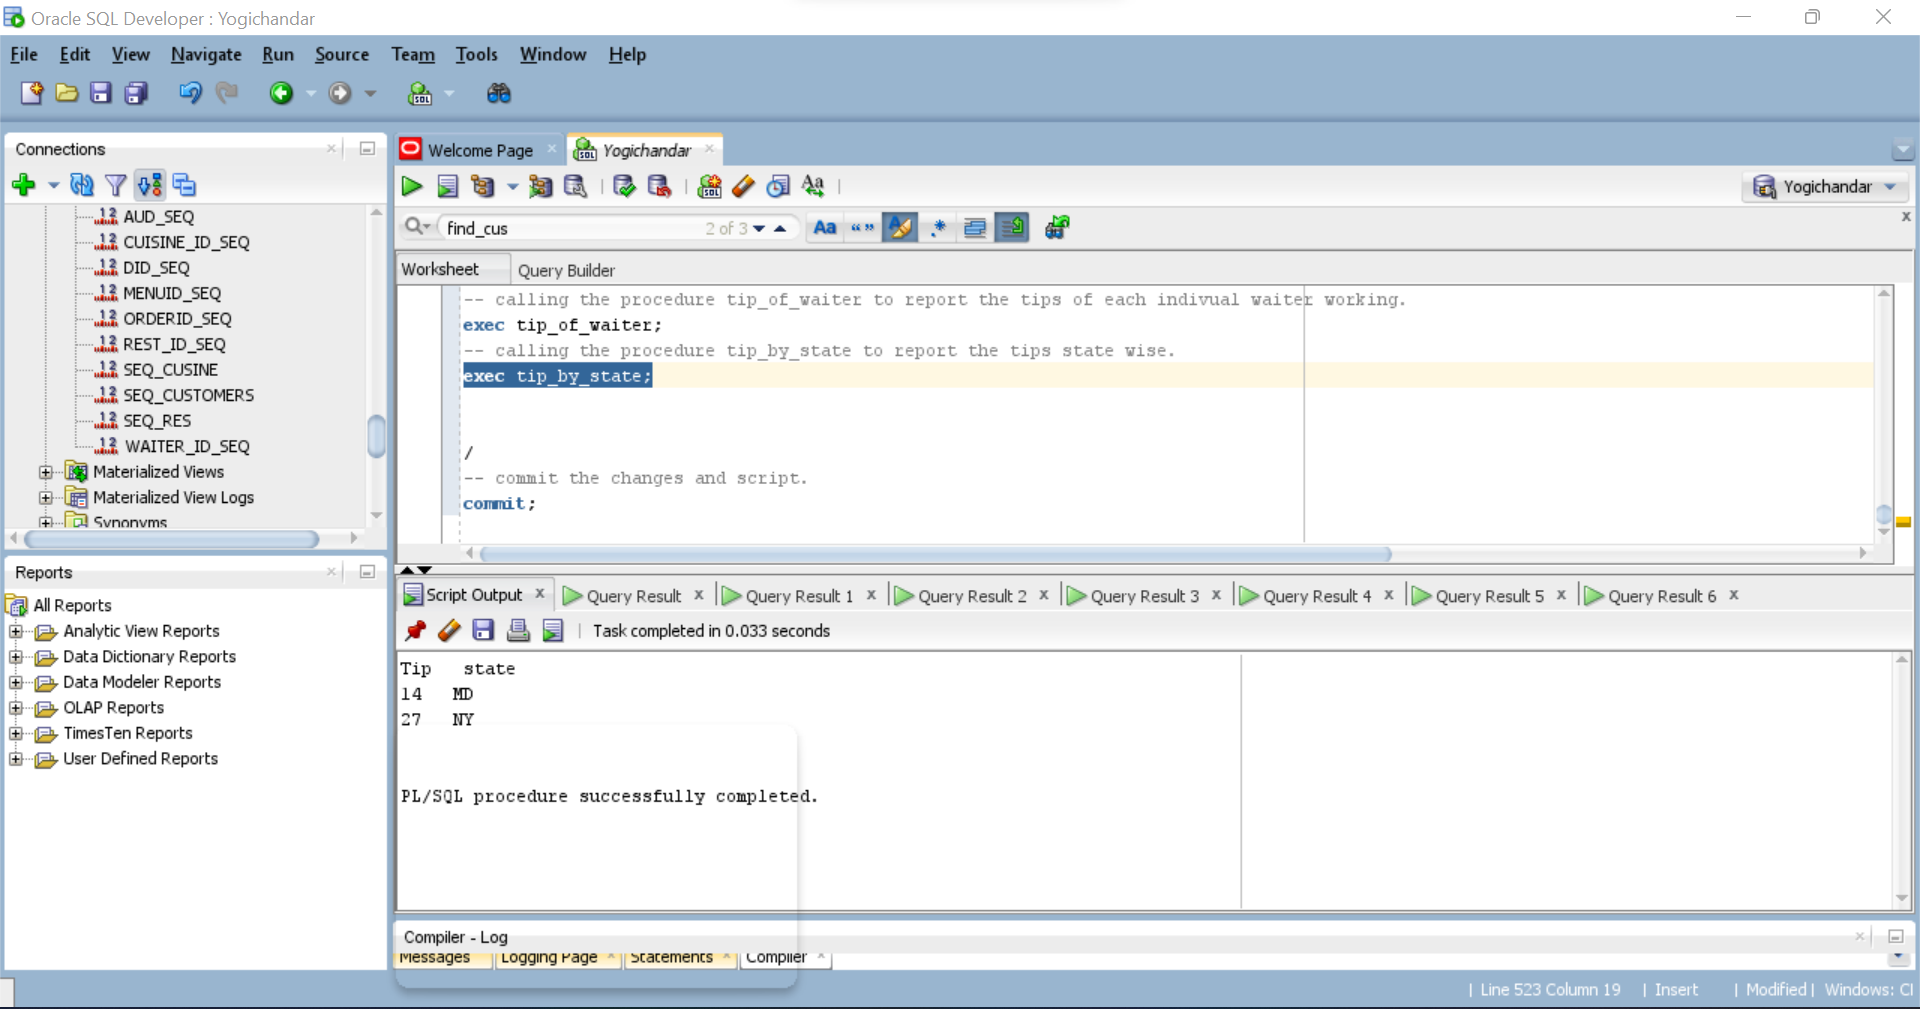 Oracle SQL Developer : Yogichandar
File Edit View Navigate Run Source Team Tools Window Help
Connections
AUD_SEQ
CUISINE_ID_SEQ
DID_SEQ
MENUID_SEQ
ORDERID_SEQ
REST_ID_SEQ
SEQ_CUSINE
SEQ_CUSTOMERS
SEQ_RES
WAITER_ID_SEQ
Materialized Views
Materialized View Logs
Synonyms
Reports
All Reports
Analytic View Reports
Data Dictionary Reports
Data Modeler Reports
OLAP Reports
TimesTen Reports
User Defined Reports
Welcome Page Yogichandar
Yogichandar
find_cus 2 of 3
Worksheet Query Builder
-- calling the procedure tip_of_waiter to report the tips of each indivual waiter working.
exec tip_of_waiter;
-- calling the procedure tip_by_state to report the tips state wise.
exec tip_by_state;
/
-- commit the changes and script.
commit;
Script Output Query Result Query Result 1 Query Result 2 Query Result 3 Query Result 4 Query Result 5 Query Result 6
Task completed in 0.033 seconds
Tip state
14 MD
27 NY
PL/SQL procedure successfully completed.
Compiler - Log
Messages Logging Page Statements Compiler
Line 523 Column 19 | Insert | Modified | Windows: Cl